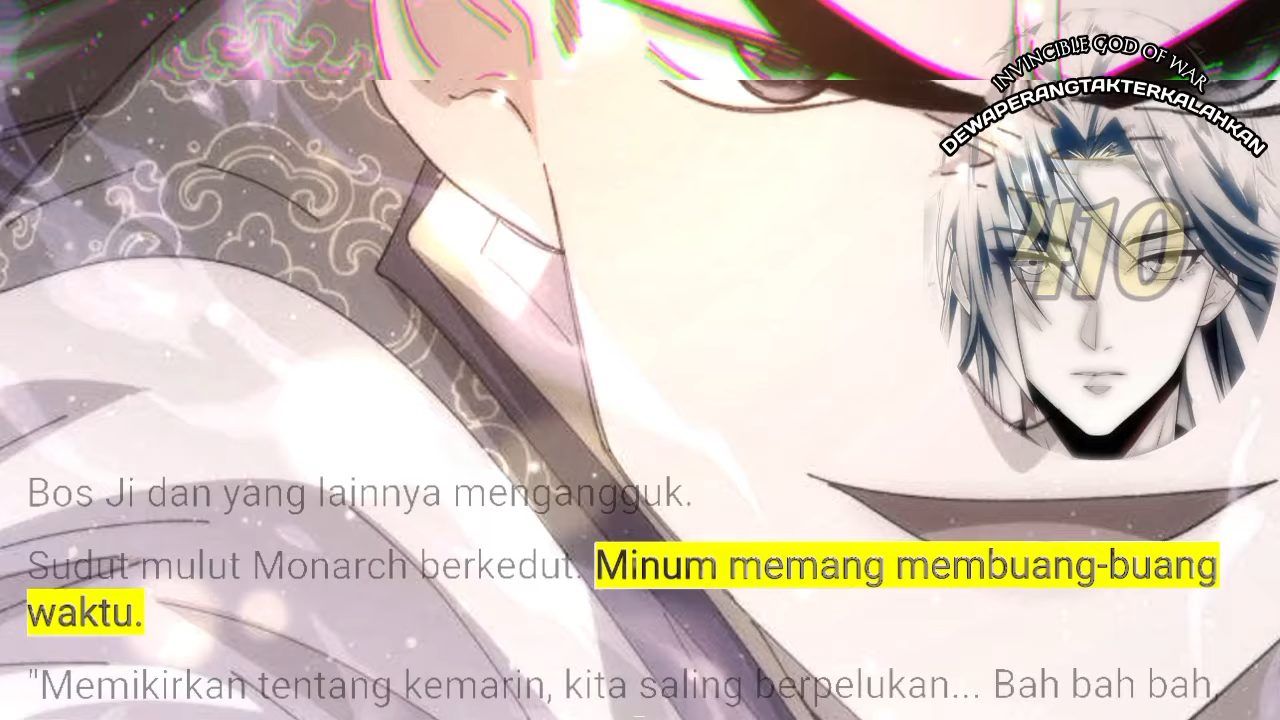 INVINCIBLE GOD OF WAR
DEWAPERANGTAKTERKALAHKAN
410
Bos Ji dan yang lainnya mengangguk.
Sudut mulut Monarch berkedut. Minum memang membuang-buang
waktu.
"Memikirkan tentang kemarin, kita saling berpelukan... Bah bah bah,